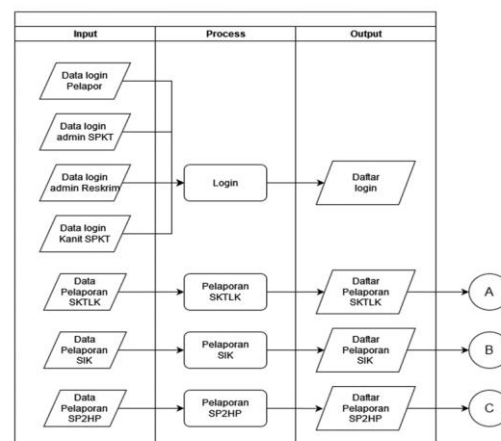 Input
Process
Output
Data login
Pelapor
Data login
admin SPKT
Data login
admin Reskrim
Data login
Kanit SPKT
Login
Daftar
login
Data
Pelaporan
SKTLK
Pelaporan
SKTLK
Daftar
Pelaporan
SKTLK
A
Data
Pelaporan
SIK
Pelaporan
SIK
Daftar
Pelaporan
SIK
B
Data
Pelaporan
SP2HP
Pelaporan
SP2HP
Daftar
Pelaporan
SP2HP
C